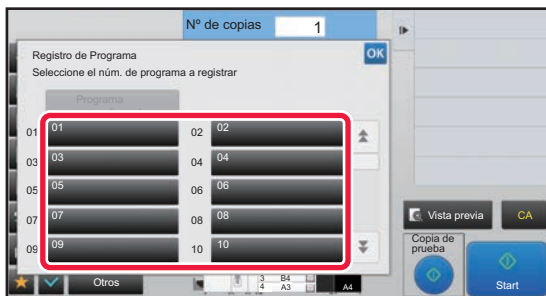 Nº de copias 1
Registro de Programa OK
Seleccione el núm. de programa a registrar
Programa
01 01 02 02
03 03 04 04
05 05 06 06
07 07 08 08
09 09 10 10
Vista previa CA
Copia de
prueba
Otros
3 B4
4 A3 A4
Start